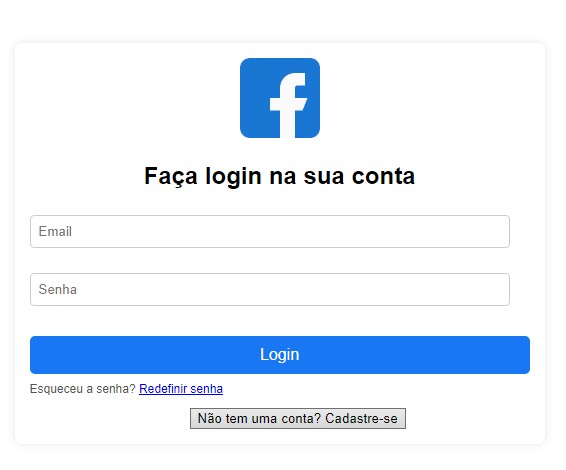 Faça login na sua conta
Email
Senha
Login
Esqueceu a senha? Redefinir senha
Não tem uma conta? Cadastre-se